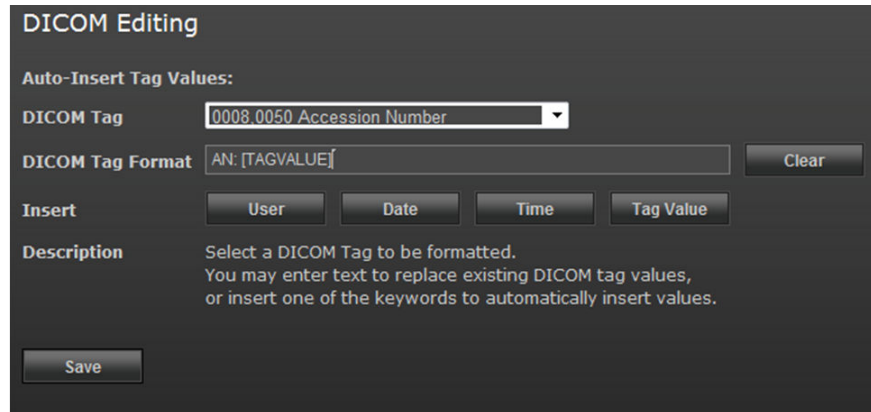 DICOM Editing
Auto-Insert Tag Values:
DICOM Tag 0008,0050 Accession Number
DICOM Tag Format AN: [TAGVALUE] Clear
Insert User Date Time Tag Value
Description Select a DICOM Tag to be formatted.
You may enter text to replace existing DICOM tag values,
or insert one of the keywords to automatically insert values.
Save